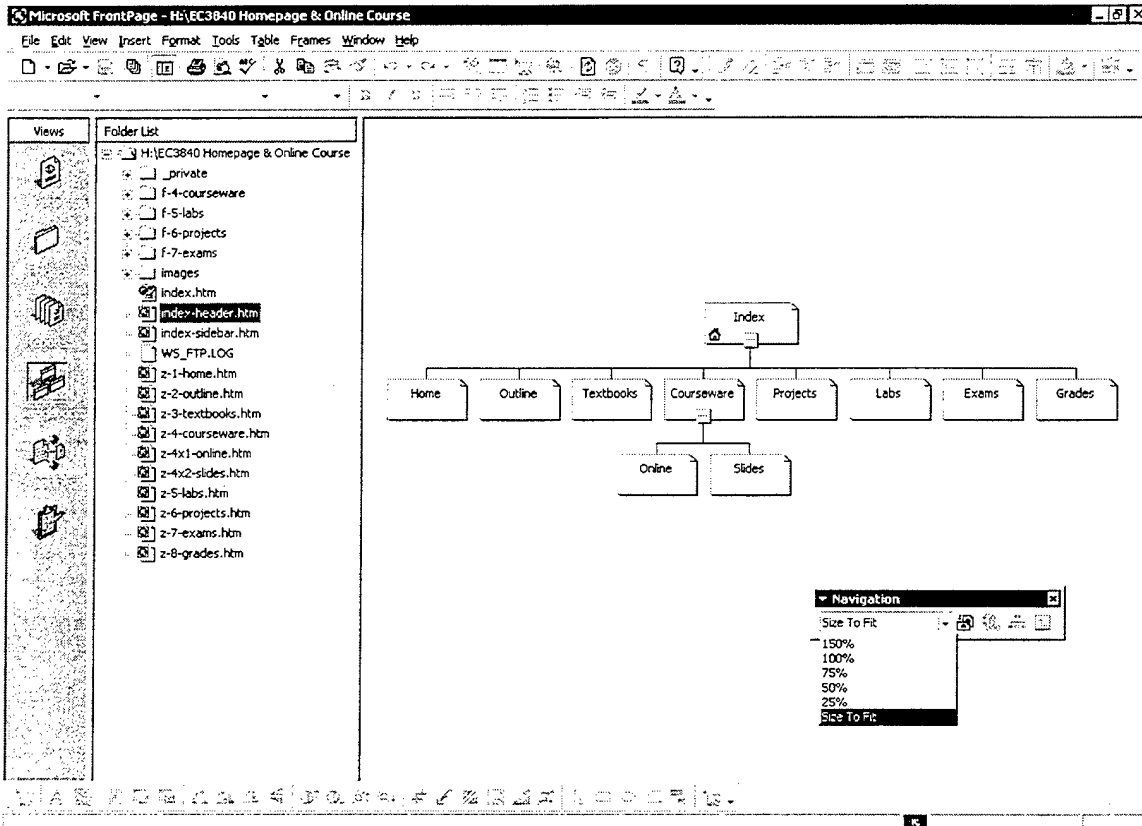 Microsoft FrontPage - H:\EC3840 Homepage & Online Course
File Edit View Insert Format Tools Table Frames Window Help
Views
Folder List
H:\EC3840 Homepage & Online Course
_private
f-4-courseware
f-5-labs
f-6-projects
f-7-exams
images
index.htm
index-header.htm
index-sidebar.htm
WS_FTP.LOG
z-1-home.htm
z-2-outline.htm
z-3-textbooks.htm
z-4-courseware.htm
z-4x1-online.htm
z-4x2-slides.htm
z-5-labs.htm
z-6-projects.htm
z-7-exams.htm
z-8-grades.htm
Index
Home Outline Textbooks Courseware Projects Labs Exams Grades
Online Slides
Navigation
Size To Fit
150%
100%
75%
50%
25%
Size To Fit